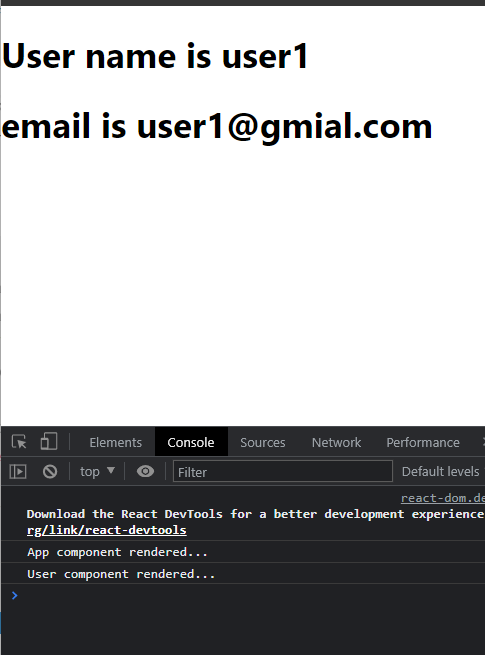 User name is user1
email is user1@gmial.com
Elements Console Sources Network Performance
top Filter Default levels
react-dom.de
Download the React DevTools for a better development experience
rg/link/react-devtools
App component rendered...
User component rendered...